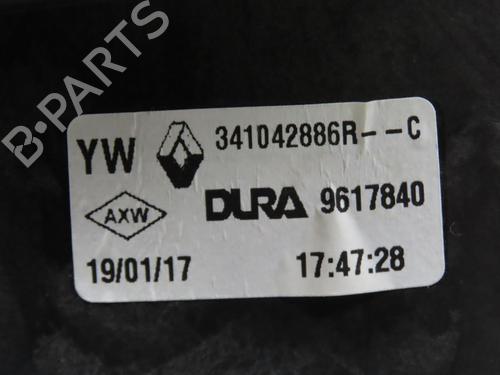 B-PARTS
YW 341042886R--C
AXW DURA 9617840
19/01/17 17:47:28